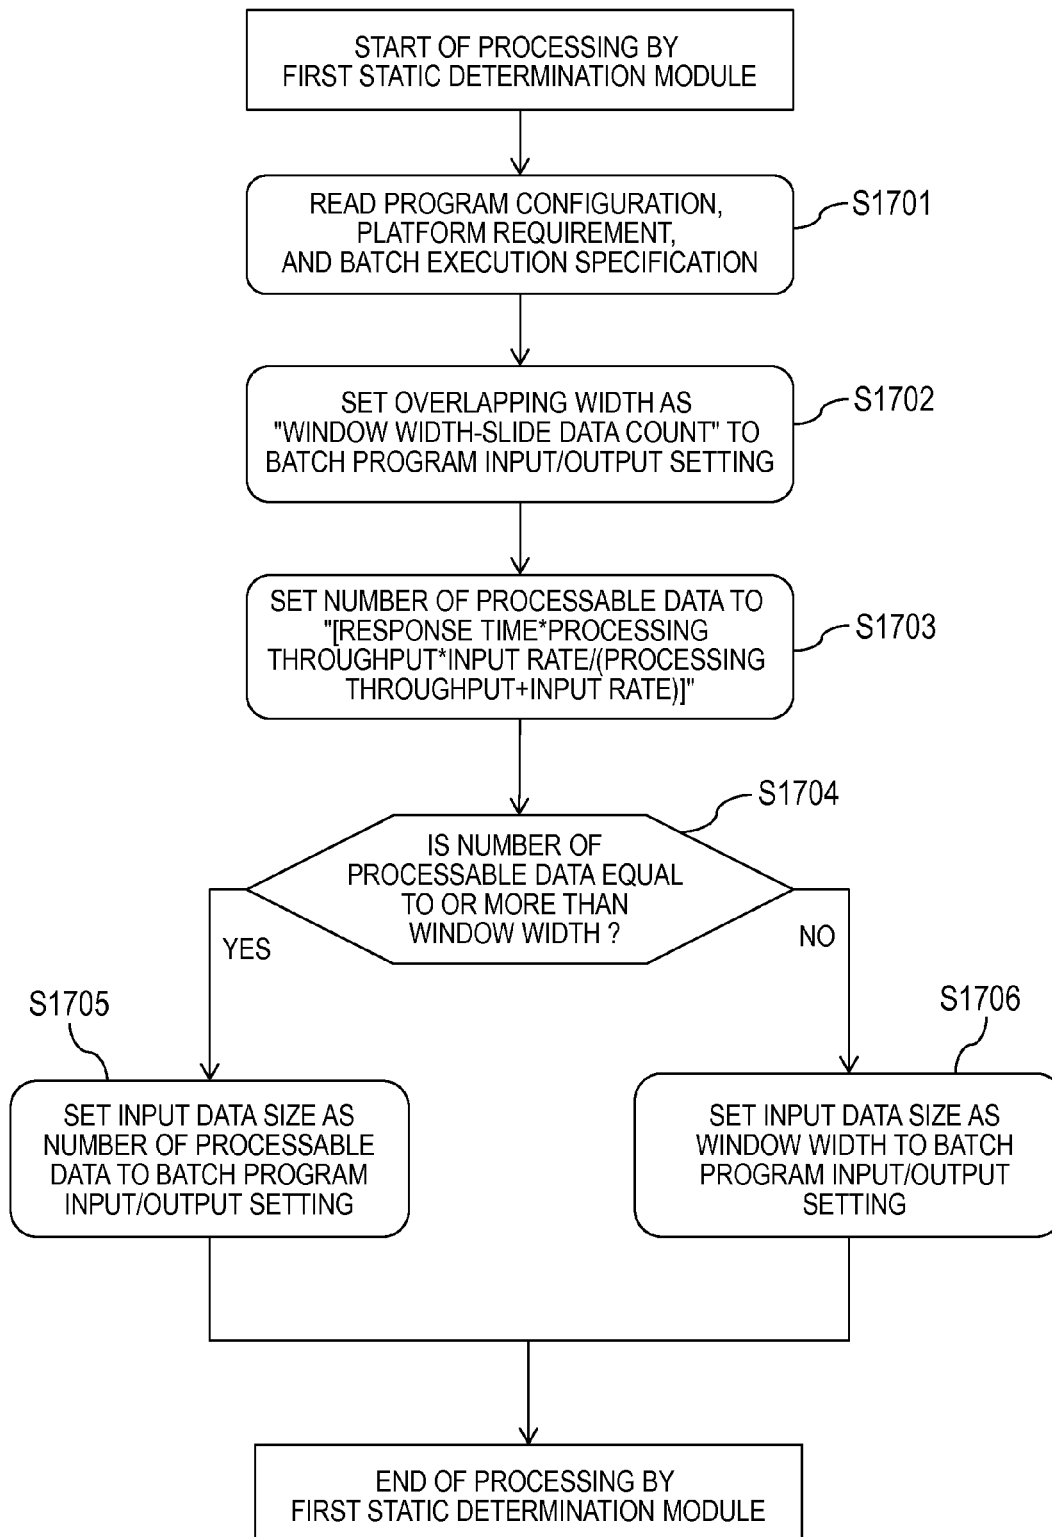 START OF PROCESSING BY
FIRST STATIC DETERMINATION MODULE
READ PROGRAM CONFIGURATION,
PLATFORM REQUIREMENT,
AND BATCH EXECUTION SPECIFICATION
S1701
SET OVERLAPPING WIDTH AS
"WINDOW WIDTH-SLIDE DATA COUNT" TO
BATCH PROGRAM INPUT/OUTPUT SETTING
S1702
SET NUMBER OF PROCESSABLE DATA TO
"[RESPONSE TIME*PROCESSING
THROUGHPUT*INPUT RATE/(PROCESSING
THROUGHPUT+INPUT RATE)]"
S1703
S1704
IS NUMBER OF
PROCESSABLE DATA EQUAL
TO OR MORE THAN
WINDOW WIDTH ?
YES
NO
S1705
SET INPUT DATA SIZE AS
NUMBER OF PROCESSABLE
DATA TO BATCH PROGRAM
INPUT/OUTPUT SETTING
S1706
SET INPUT DATA SIZE AS
WINDOW WIDTH TO BATCH
PROGRAM INPUT/OUTPUT
SETTING
END OF PROCESSING BY
FIRST STATIC DETERMINATION MODULE